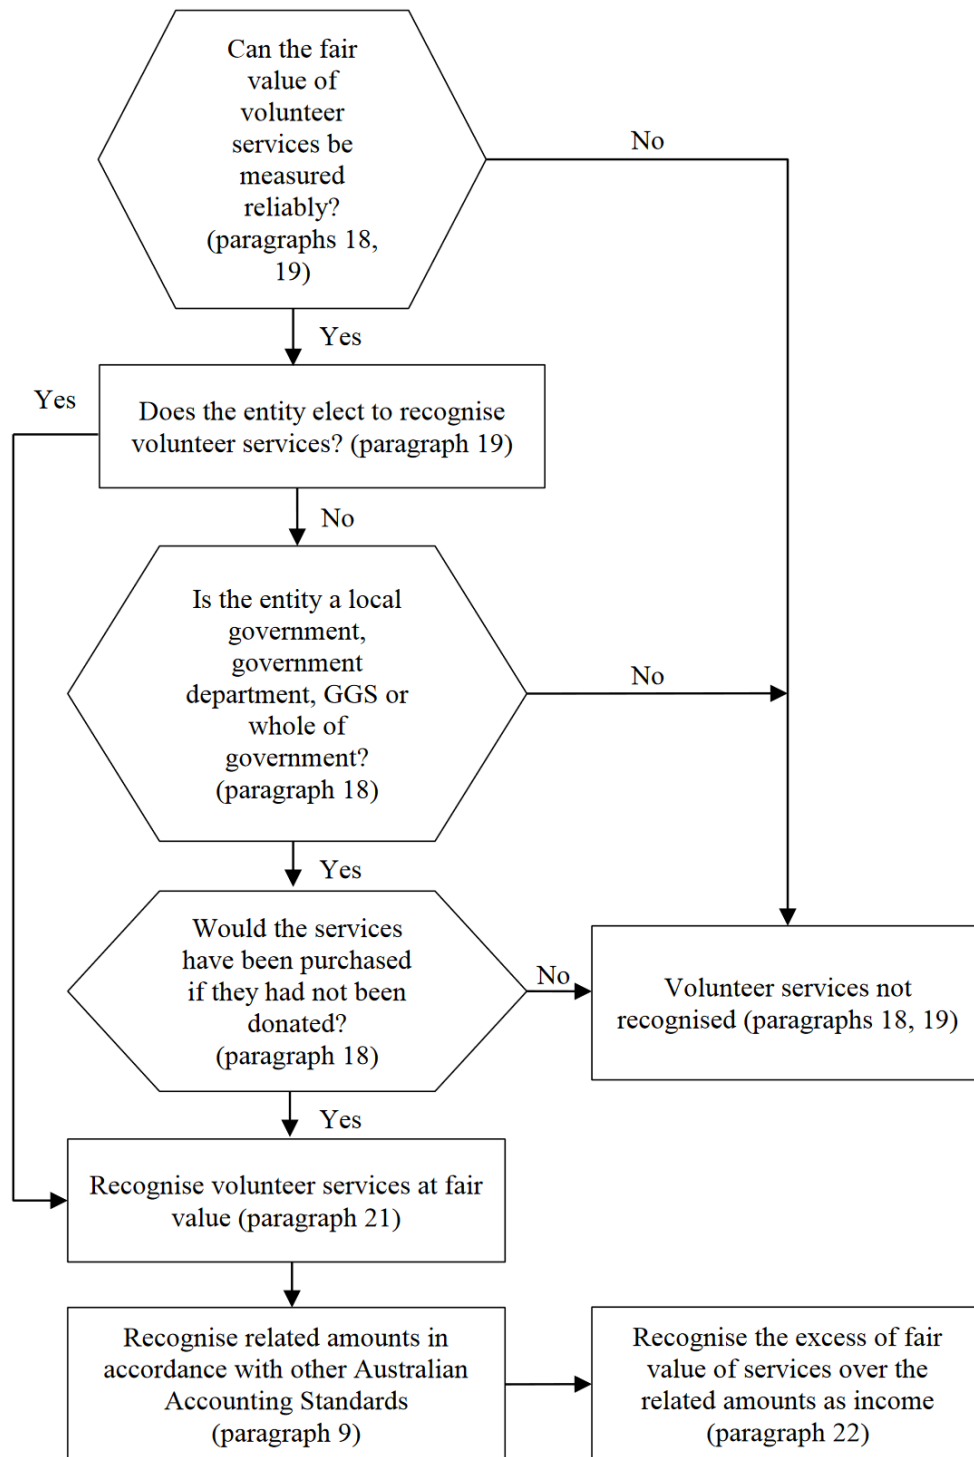 Can the fair
value of
volunteer
services be
measured
reliably?
(paragraphs 18,
19)
No
Yes
Yes
Does the entity elect to recognise
volunteer services? (paragraph 19)
No
Is the entity a local
government,
government
department, GGS or
whole of
government?
(paragraph 18)
No
Yes
Would the services
have been purchased
if they had not been
donated?
(paragraph 18)
No
Volunteer services not
recognised (paragraphs 18, 19)
Yes
Recognise volunteer services at fair
value (paragraph 21)
Recognise related amounts in
accordance with other Australian
Accounting Standards
(paragraph 9)
Recognise the excess of fair
value of services over the
related amounts as income
(paragraph 22)